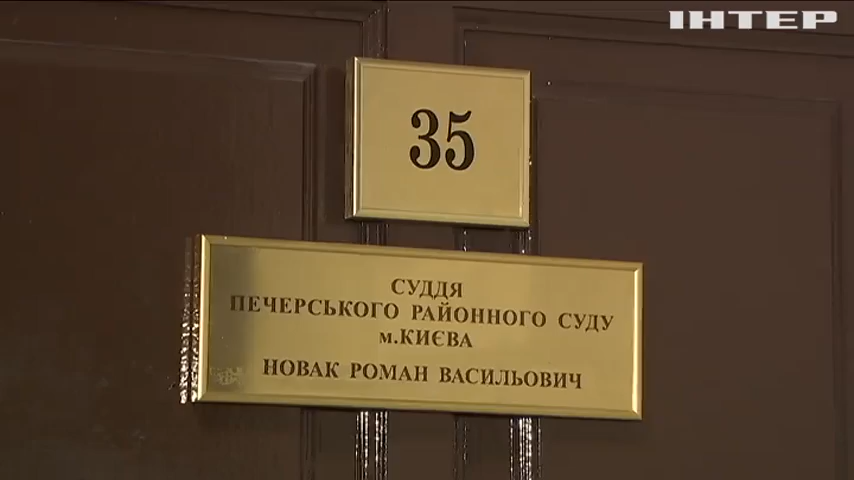 ІНТЕР
35
СУДДЯ
ПЕЧЕРСЬКОГО РАЙОННОГО СУДУ
м.КИЄВА
НОВАК РОМАН ВАСИЛЬОВИЧ